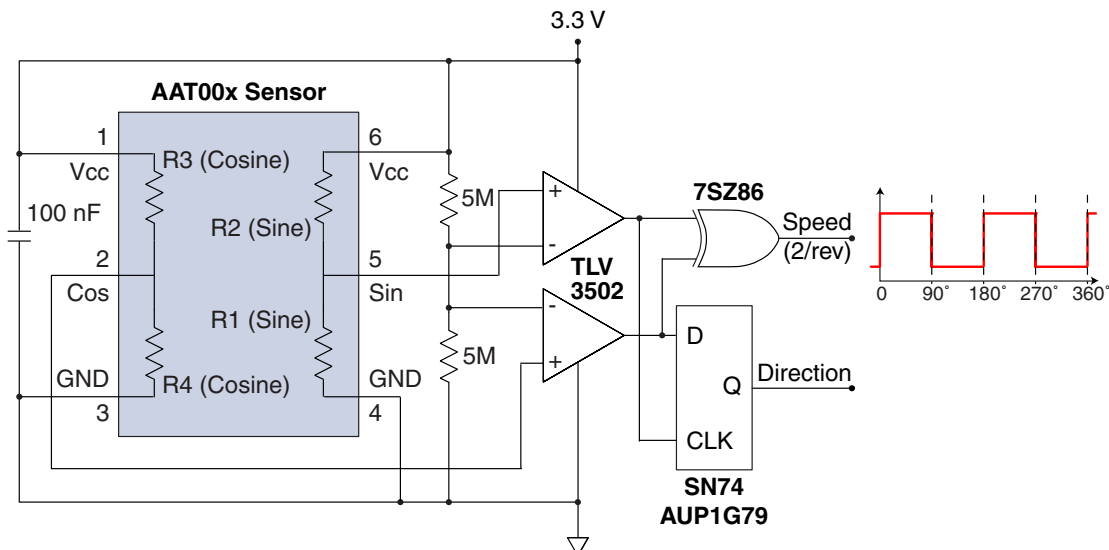 3.3 V
AAT00x Sensor
1
Vcc
R3 (Cosine)
6
Vcc
100 nF
R2 (Sine)
5M
2
Cos
5
Sin
R1 (Sine)
GND
3
R4 (Cosine)
GND
4
5M
+
-
TLV
3502
-
+
7SZ86
Speed
(2/rev)
0
90°
180°
270°
360°
D
Q
CLK
Direction
SN74
AUP1G79